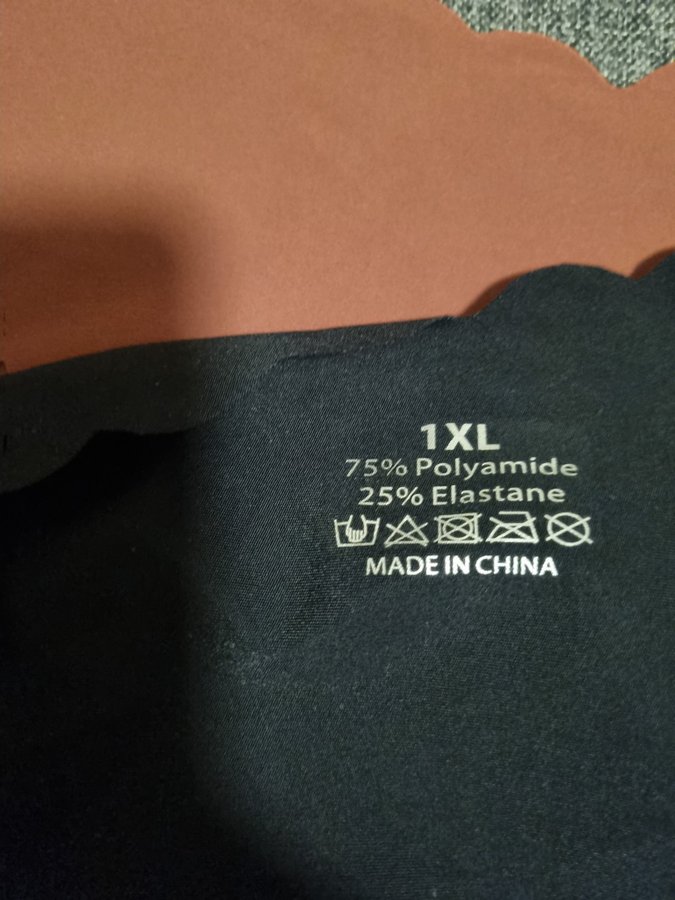 1XL
75% Polyamide
25% Elastane
MADE IN CHINA